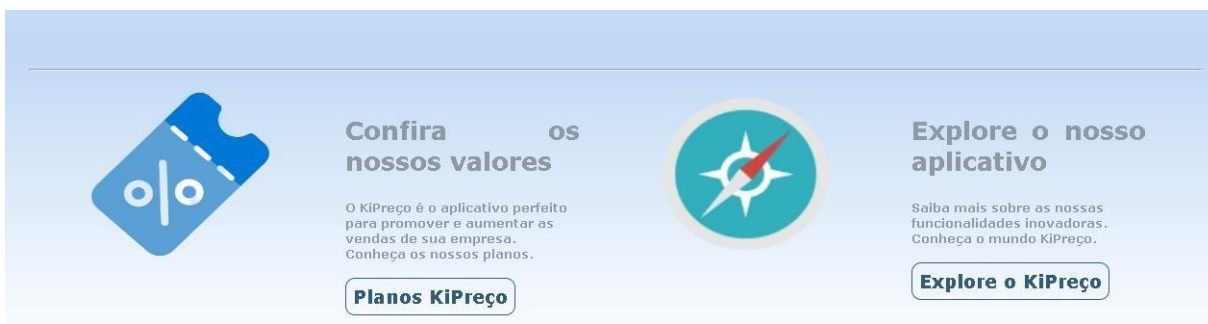 Confira os
nossos valores
O KiPreço é o aplicativo perfeito
para promover e aumentar as
vendas de sua empresa.
Conheça os nossos planos.
Planos KiPreço
Explore o nosso
aplicativo
Saiba mais sobre as nossas
funcionalidades inovadoras.
Conheça o mundo KiPreço.
Explore o KiPreço